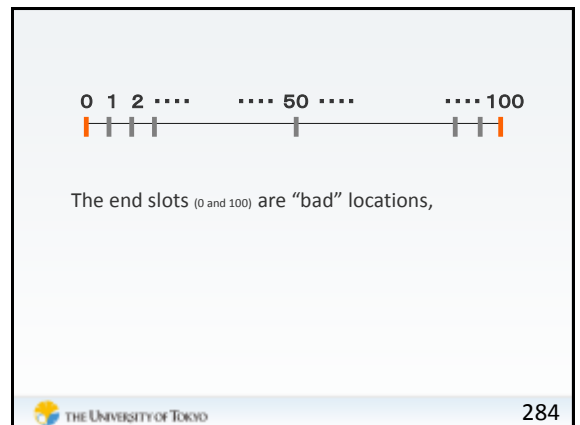 0 1 2 ···· ···· 50 ···· ···· 100
The end slots (0 and 100) are “bad” locations,
THE UNIVERSITY OF TOKYO
284